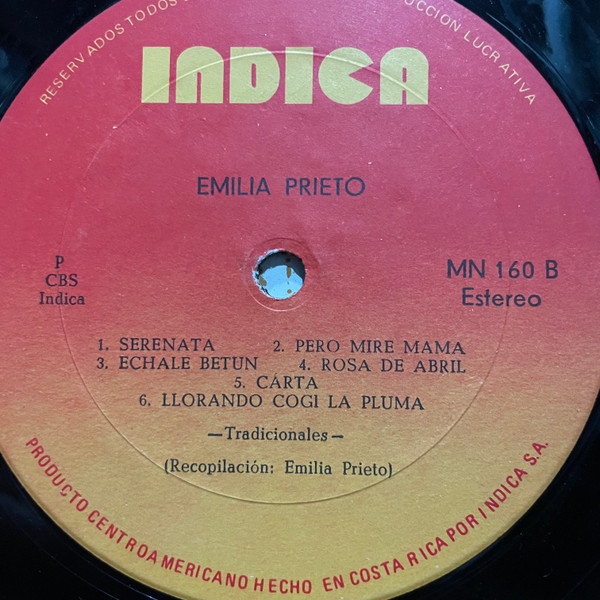 RESERVADOS TODOS
CCION LUCRATIVA
INDICA
EMILIA PRIETO
P
CBS
Indica
MN 160 B
Estereo
1. SERENATA 2. PERO MIRE MAMA
3. ECHALE BETUN 4. ROSA DE ABRIL
5. CARTA
6. LLORANDO COGI LA PLUMA
—Tradicionales—
(Recopilación: Emilia Prieto)
PRODUCTO CENTROAMERICANO HECHO EN COSTA RICA POR INDICA S.A.